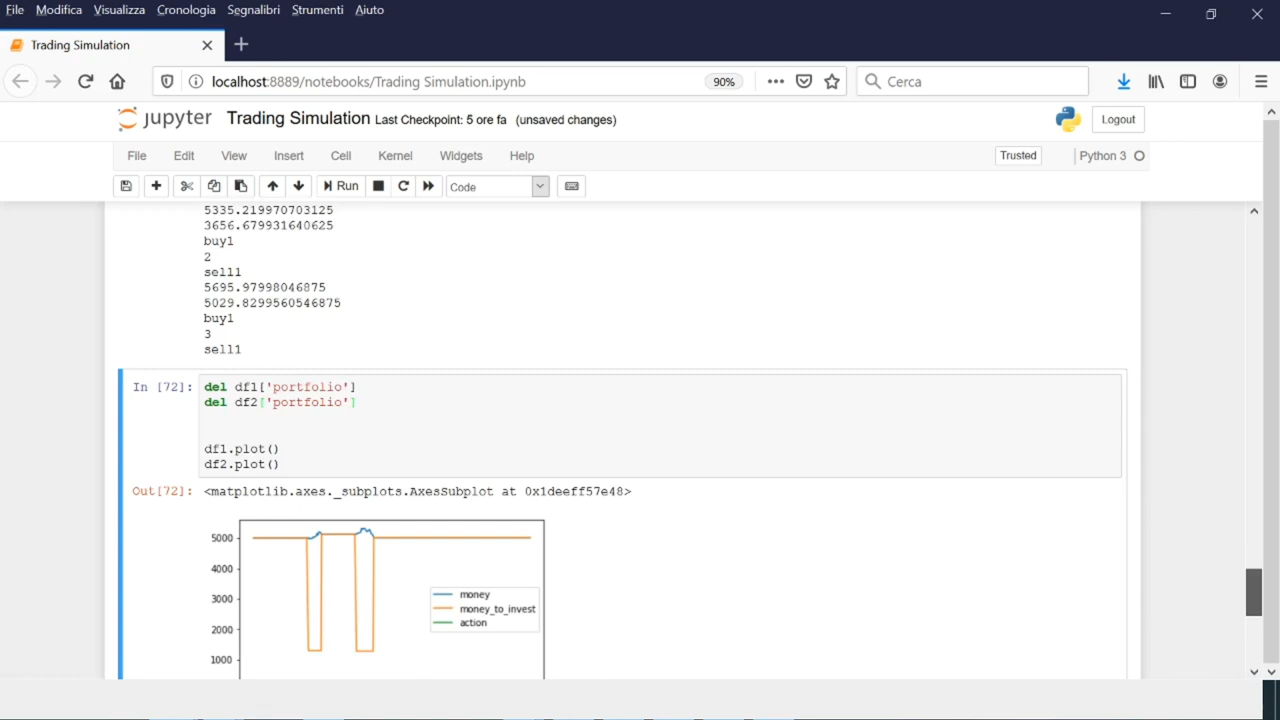 File Modifica Visualizza Cronologia Segnalibri Strumenti Aiuto
Trading Simulation
localhost:8889/notebooks/Trading Simulation.ipynb 90% Cerca
jupyter Trading Simulation Last Checkpoint: 5 ore fa (unsaved changes) Logout
File Edit View Insert Cell Kernel Widgets Help Trusted Python 3
Run Code
5335.219970703125
3656.679931640625
buy1
2
sell1
5695.97998046875
5029.8299560546875
buy1
3
sell1
In [72]: del df1['portfolio']
del df2['portfolio']
df1.plot()
df2.plot()
Out[72]: <matplotlib.axes._subplots.AxesSubplot at 0x1deeff57e48>
5000
4000
3000
2000
1000
money
money_to_invest
action